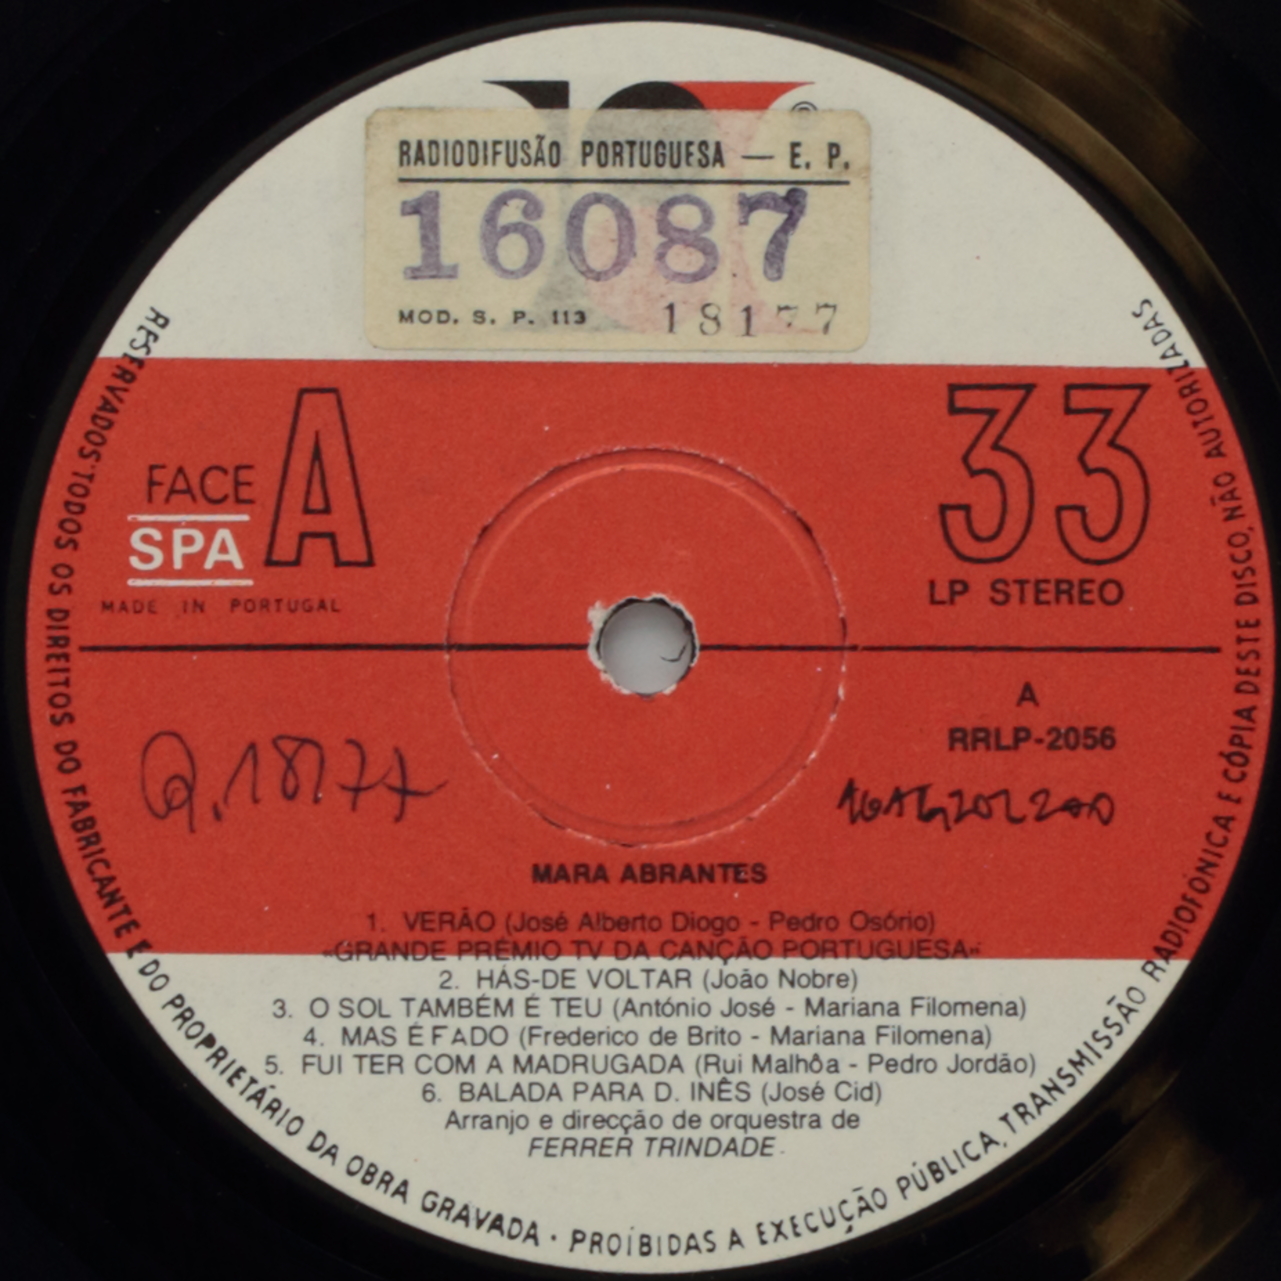 ®
RADIODIFUSÃO PORTUGUESA — E. P.
16087
MOD. S. P. 113 18177
FACE A
SPA
MADE IN PORTUGAL
33
LP STEREO
A
RRLP-2056
Q. 18177
MARA ABRANTES
1. VERÃO (José Alberto Diogo - Pedro Osório)
«GRANDE PRÉMIO TV DA CANÇÃO PORTUGUESA»
2. HÁS-DE VOLTAR (João Nobre)
3. O SOL TAMBÉM É TEU (António José - Mariana Filomena)
4. MAS É FADO (Frederico de Brito - Mariana Filomena)
5. FUI TER COM A MADRUGADA (Rui Malhôa - Pedro Jordão)
6. BALADA PARA D. INÊS (José Cid)
Arranjo e direcção de orquestra de
FERRER TRINDADE
RESERVADOS TODOS OS DIREITOS DO FABRICANTE E DO PROPRIETÁRIO DA OBRA GRAVADA · PROÍBIDAS A EXECUÇÃO PÚBLICA, TRANSMISSÃO RADIOFÓNICA E CÓPIA DESTE DISCO, NÃO AUTORIZADAS